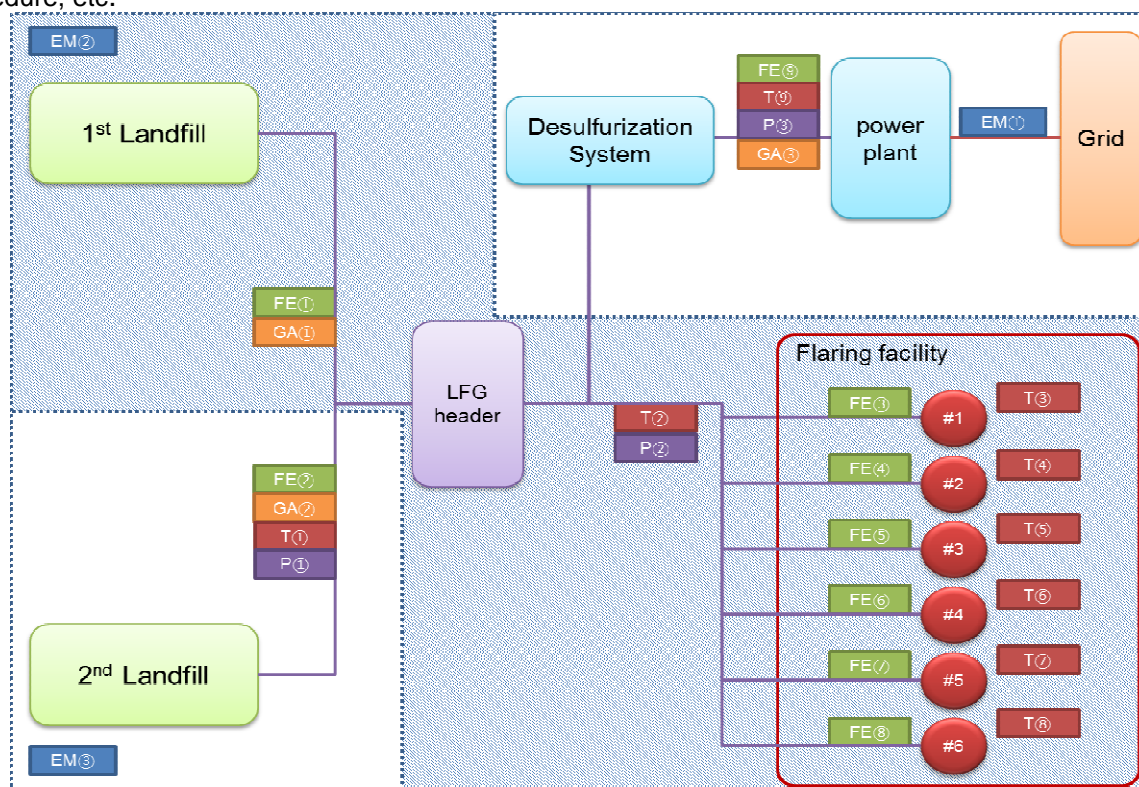 edure, etc.
EM②
1st Landfill
FE①
GA①
FE②
GA②
T①
P①
2nd Landfill
EM③
LFG
header
Desulfurization
System
FE⑨
T⑨
P③
GA③
power
plant
EM①
Grid
T②
P②
Flaring facility
FE③
#1
T③
FE④
#2
T④
FE⑤
#3
T⑤
FE⑥
#4
T⑥
FE⑦
#5
T⑦
FE⑧
#6
T⑧